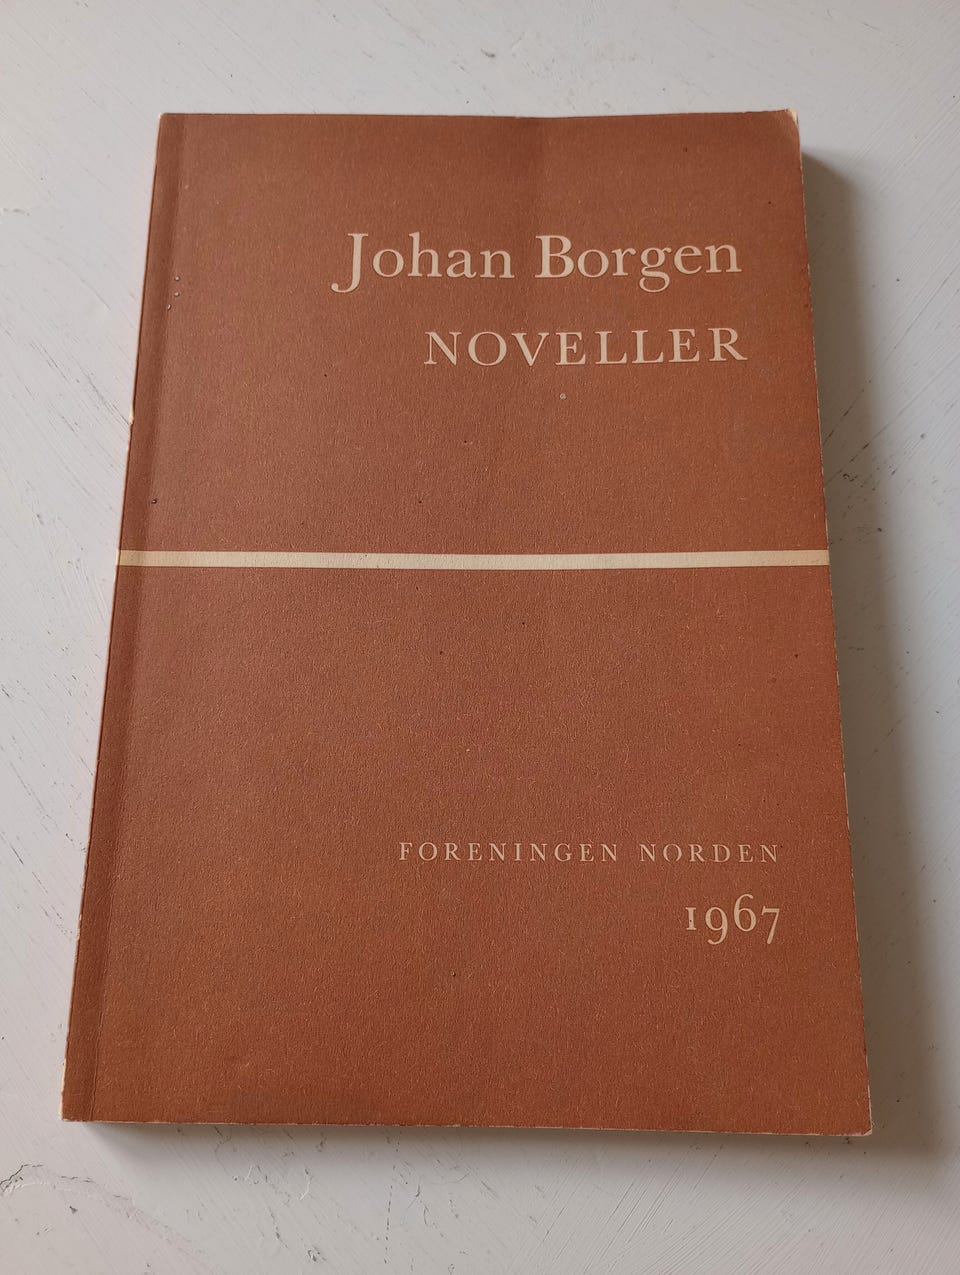 Johan Borgen
NOVELLER
FORENINGEN NORDEN
1967